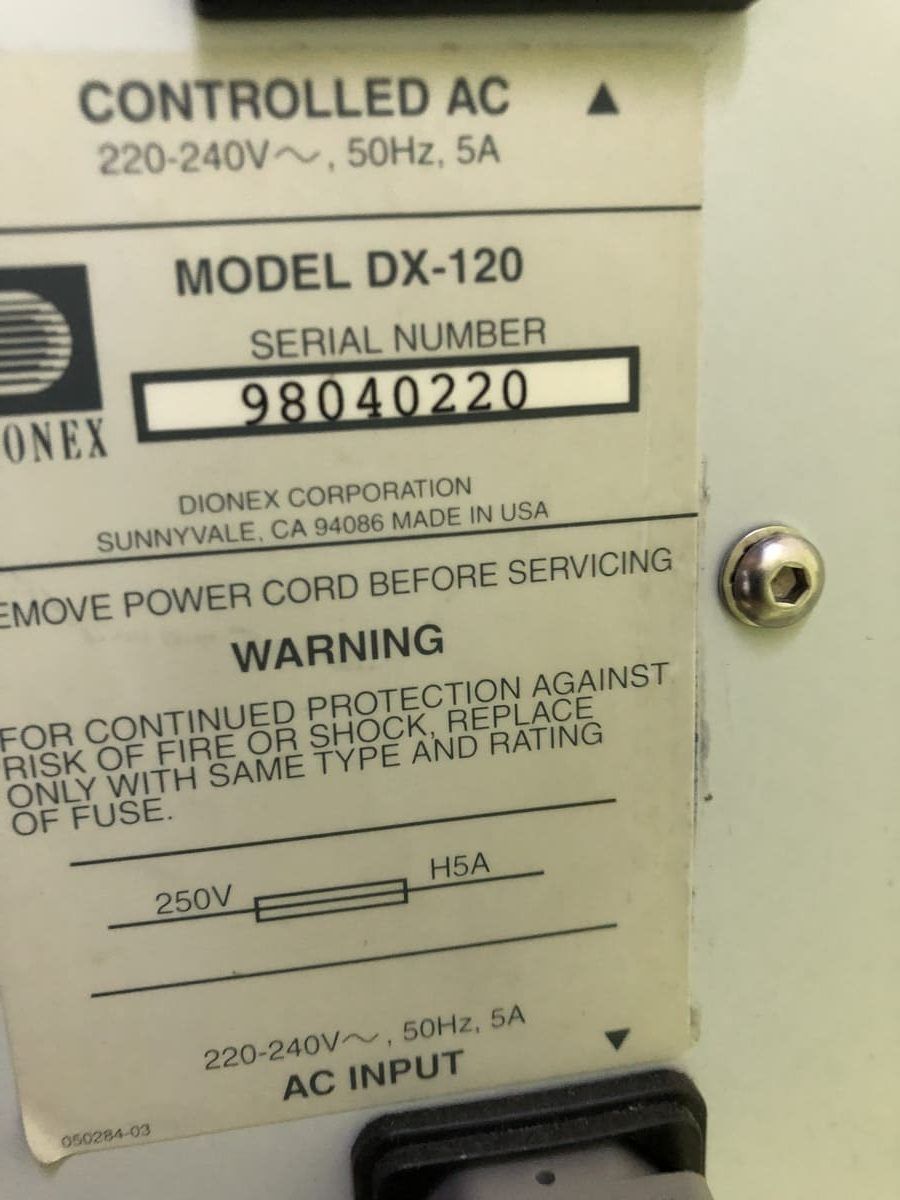 CONTROLLED AC ▲
220-240V～, 50Hz, 5A
MODEL DX-120
SERIAL NUMBER
98040220
IONEX
DIONEX CORPORATION
SUNNYVALE, CA 94086 MADE IN USA
EMOVE POWER CORD BEFORE SERVICING
WARNING
FOR CONTINUED PROTECTION AGAINST
RISK OF FIRE OR SHOCK, REPLACE
ONLY WITH SAME TYPE AND RATING
OF FUSE.
250V H5A
220-240V～, 50Hz, 5A
AC INPUT ▼
050284-03